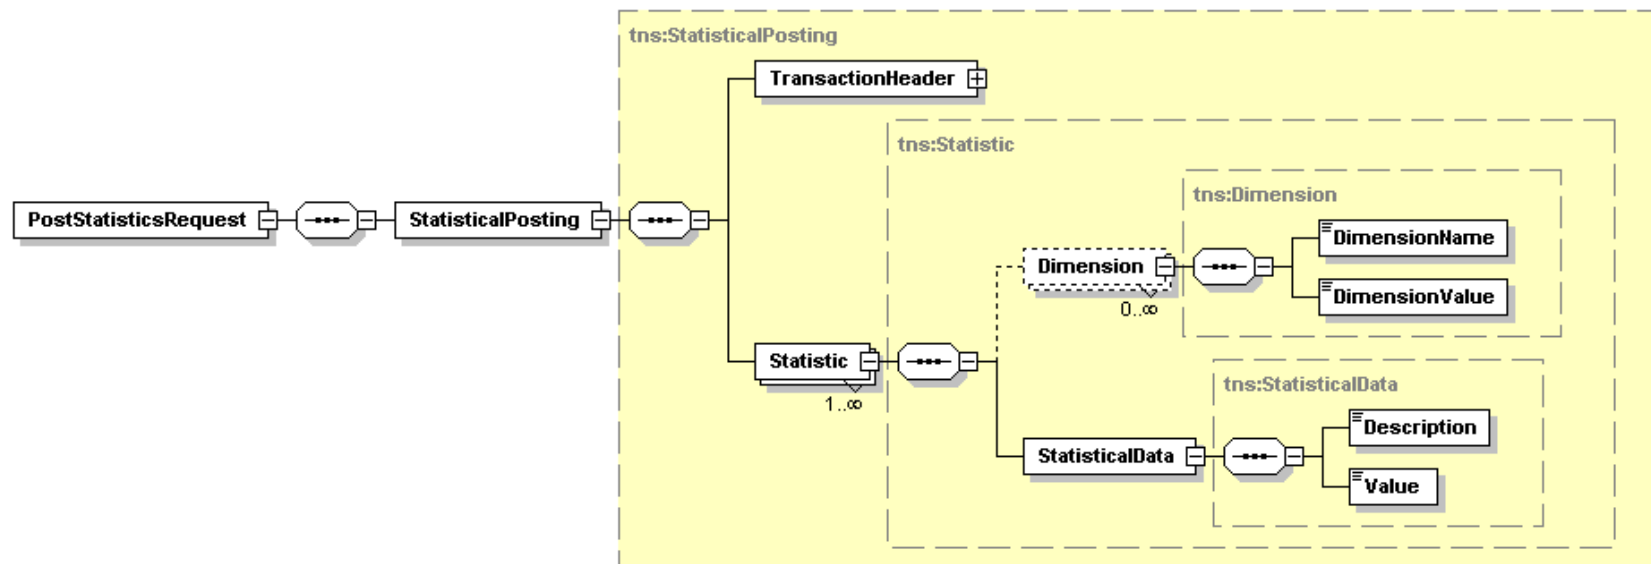 tns:StatisticalPosting
TransactionHeader
tns:Statistic
tns:Dimension
PostStatisticsRequest
StatisticalPosting
DimensionName
Dimension
DimensionValue
0..∞
Statistic
1..∞
tns:StatisticalData
Description
StatisticalData
Value